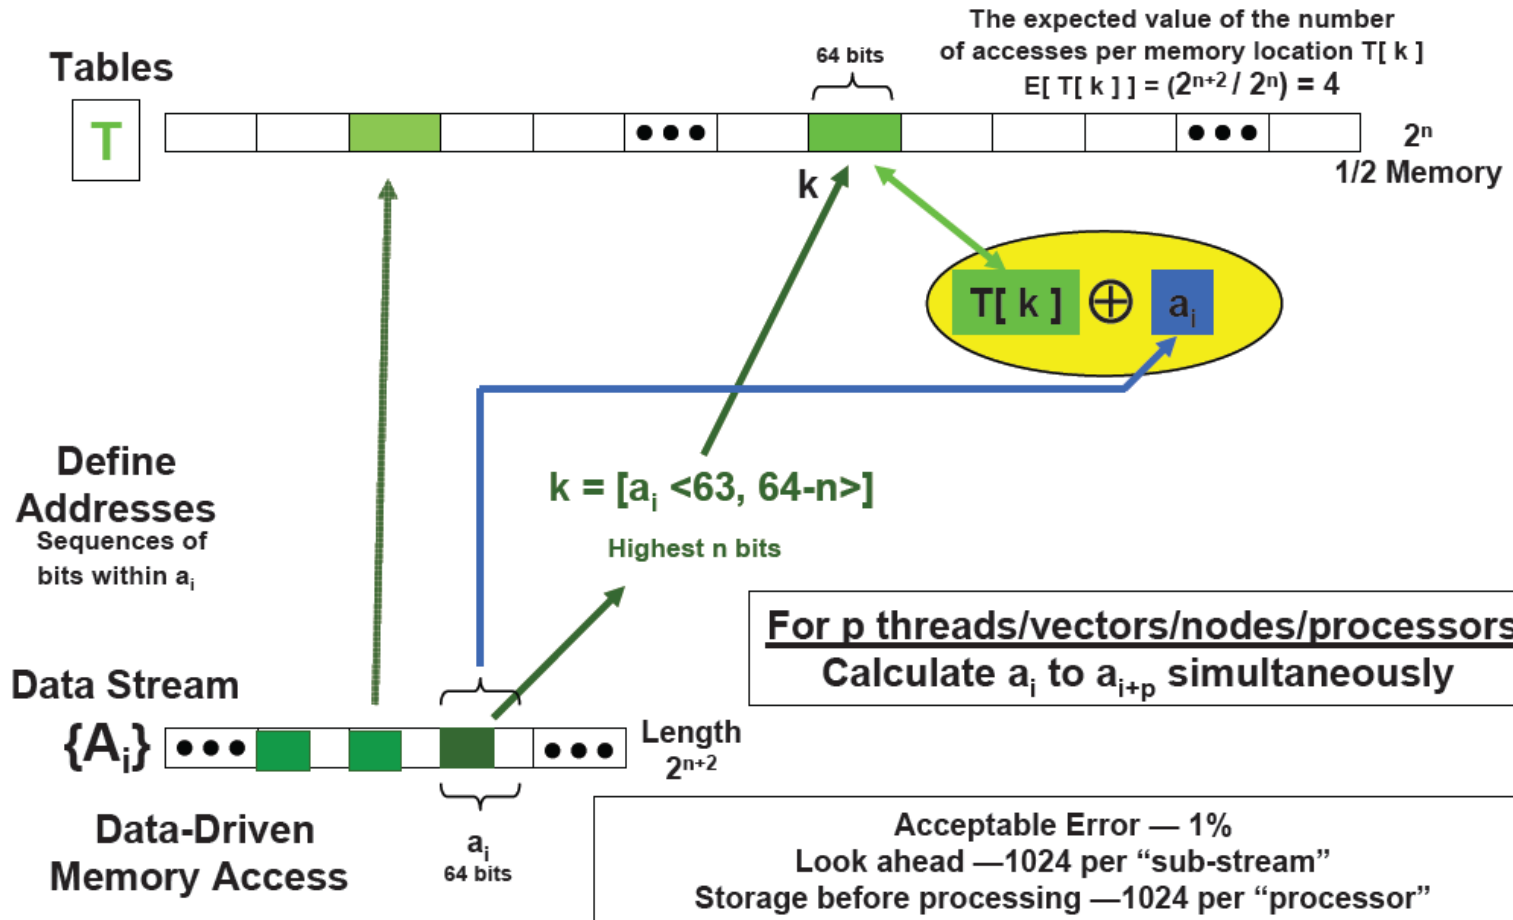 The expected value of the number
of accesses per memory location T[ k ]
E[ T[ k ] ] = (2ⁿ⁺² / 2ⁿ) = 4
64 bits
Tables
T
●●●
●●●
2ⁿ
1/2 Memory
k
T[ k ] ⊕ aᵢ
Define
Addresses
Sequences of
bits within aᵢ
k = [aᵢ <63, 64-n>]
Highest n bits
For p threads/vectors/nodes/processors
Calculate aᵢ to aᵢ₊ₚ simultaneously
Data Stream
{Aᵢ}
●●●
●●●
Length
2ⁿ⁺²
Data-Driven
Memory Access
aᵢ
64 bits
Acceptable Error — 1%
Look ahead —1024 per “sub-stream”
Storage before processing —1024 per “processor”